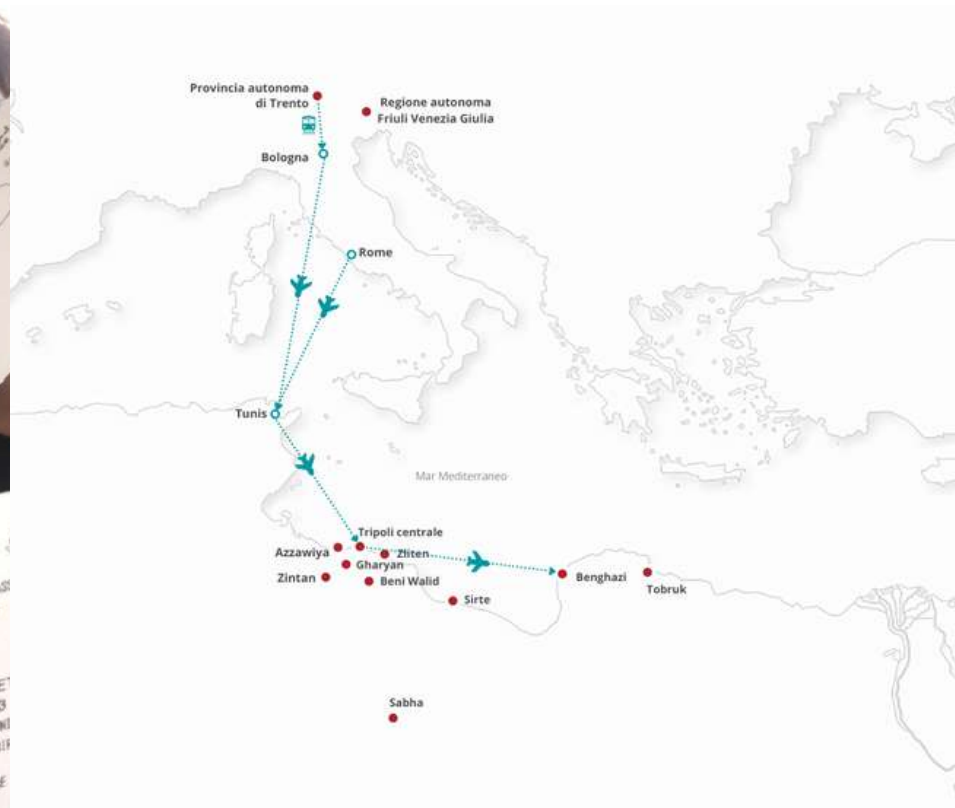 Provincia autonoma
di Trento
Regione autonoma
Friuli Venezia Giulia
Bologna
Rome
Tunis
Mar Mediterraneo
Tripoli centrale
Azzawiya
Zliten
Gharyan
Zintan
Beni Walid
Benghazi
Tobruk
Sirte
Sabha